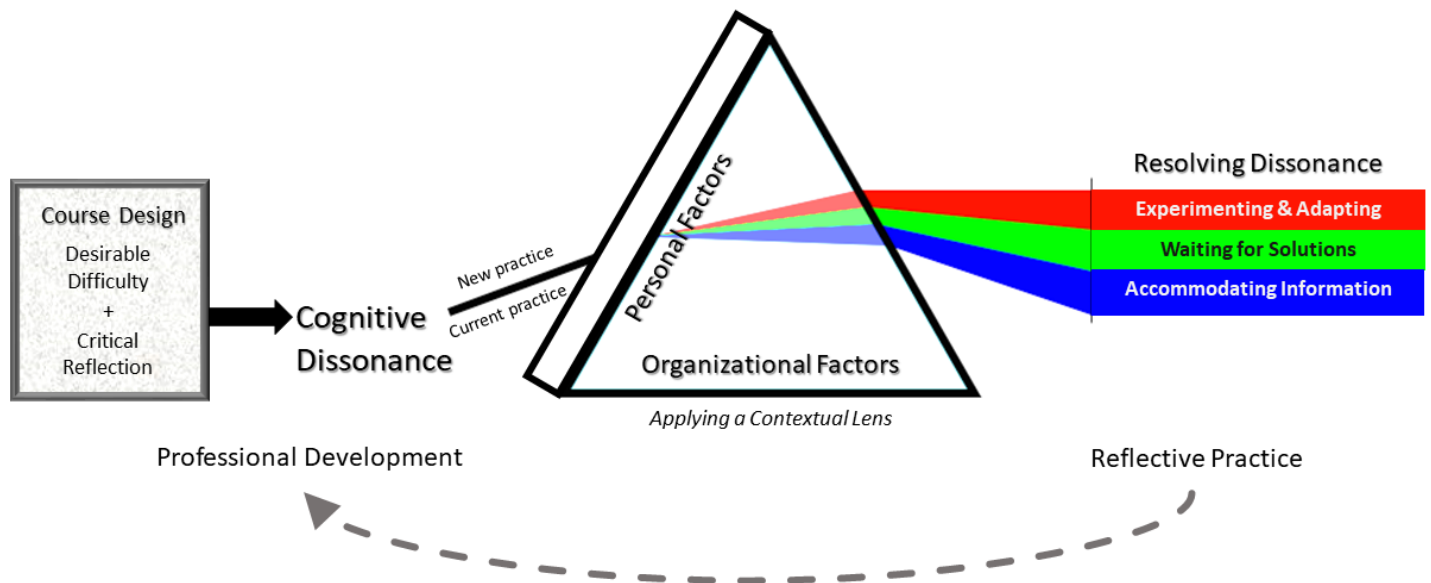 Course Design
Desirable
Difficulty
+
Critical
Reflection
Cognitive
Dissonance
New practice
Current practice
Personal Factors
Organizational Factors
Applying a Contextual Lens
Resolving Dissonance
Experimenting & Adapting
Waiting for Solutions
Accommodating Information
Professional Development
Reflective Practice